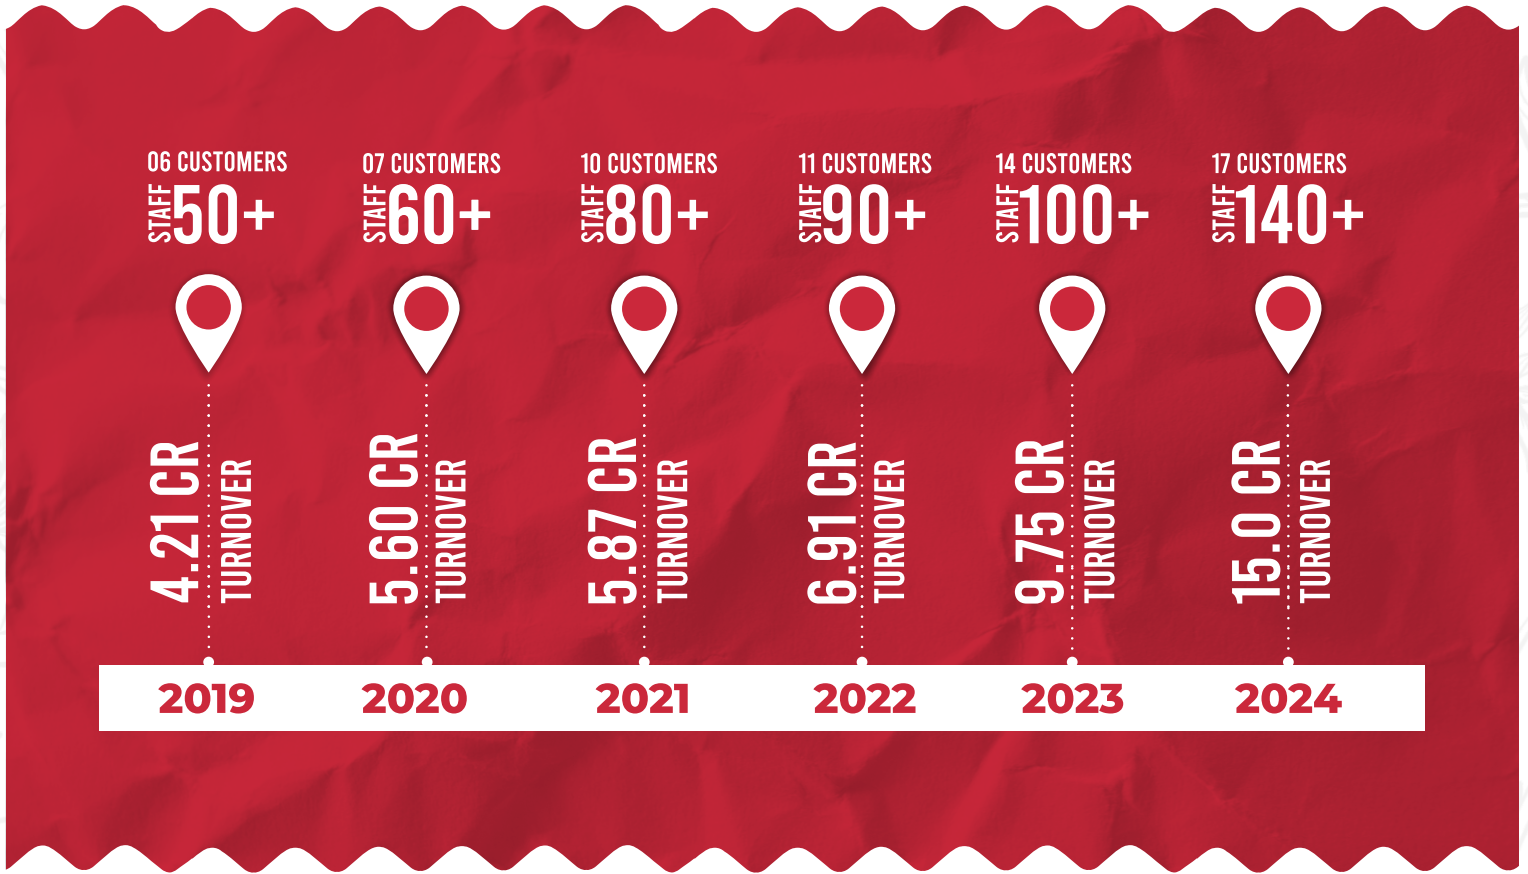 06 CUSTOMERS
STAFF 50+
4.21 CR
TURNOVER
2019
07 CUSTOMERS
STAFF 60+
5.60 CR
TURNOVER
2020
10 CUSTOMERS
STAFF 80+
5.87 CR
TURNOVER
2021
11 CUSTOMERS
STAFF 90+
6.91 CR
TURNOVER
2022
14 CUSTOMERS
STAFF 100+
9.75 CR
TURNOVER
2023
17 CUSTOMERS
STAFF 140+
15.0 CR
TURNOVER
2024